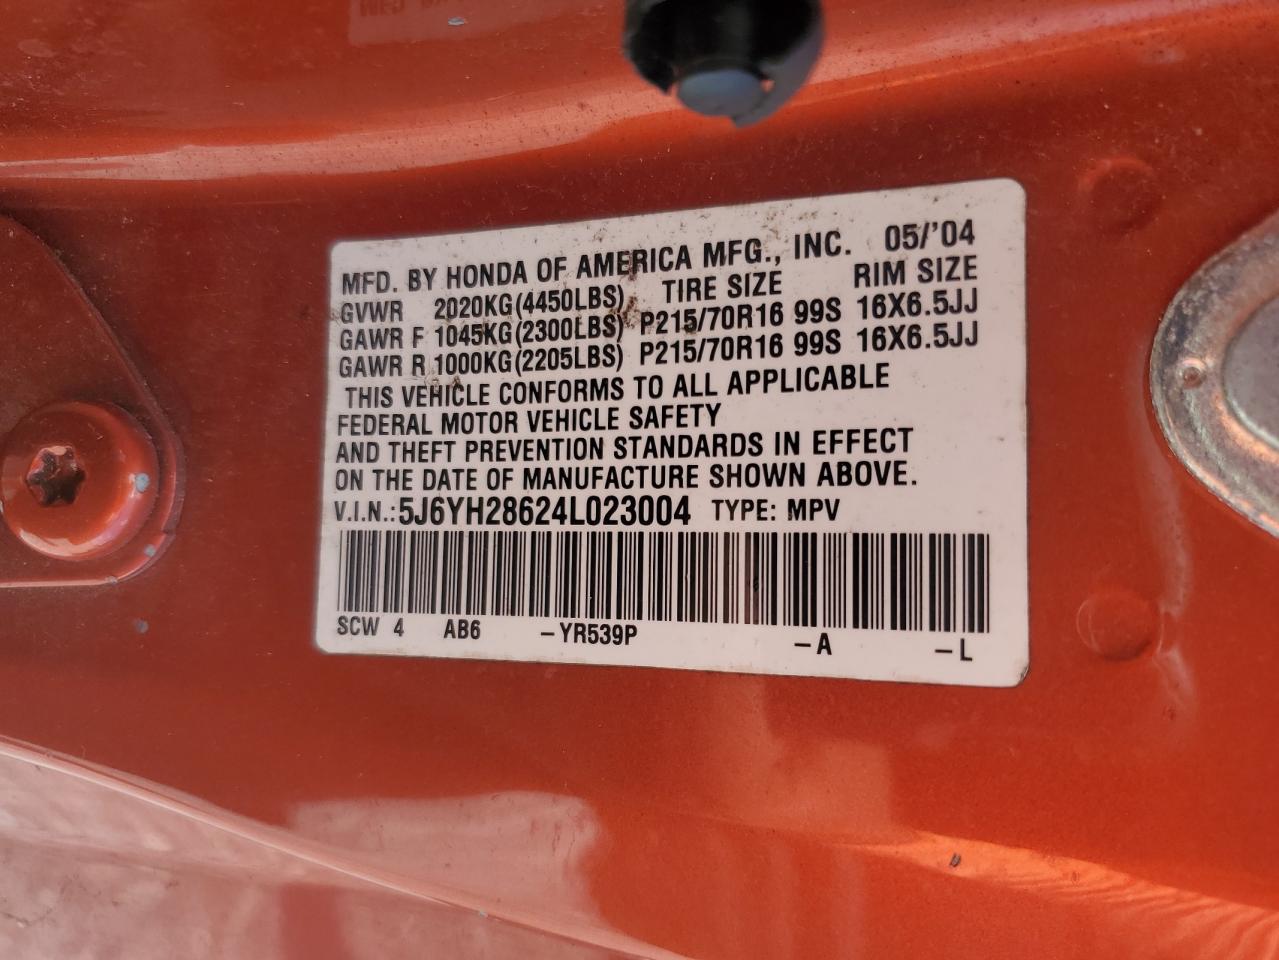 MFD. BY HONDA OF AMERICA MFG., INC. 05/'04
GVWR 2020KG(4450LBS) TIRE SIZE RIM SIZE
GAWR F 1045KG(2300LBS) P215/70R16 99S 16X6.5JJ
GAWR R 1000KG(2205LBS) P215/70R16 99S 16X6.5JJ
THIS VEHICLE CONFORMS TO ALL APPLICABLE
FEDERAL MOTOR VEHICLE SAFETY
AND THEFT PREVENTION STANDARDS IN EFFECT
ON THE DATE OF MANUFACTURE SHOWN ABOVE.
V.I.N.:5J6YH28624L023004 TYPE: MPV
SCW 4 AB6 -YR539P -A -L